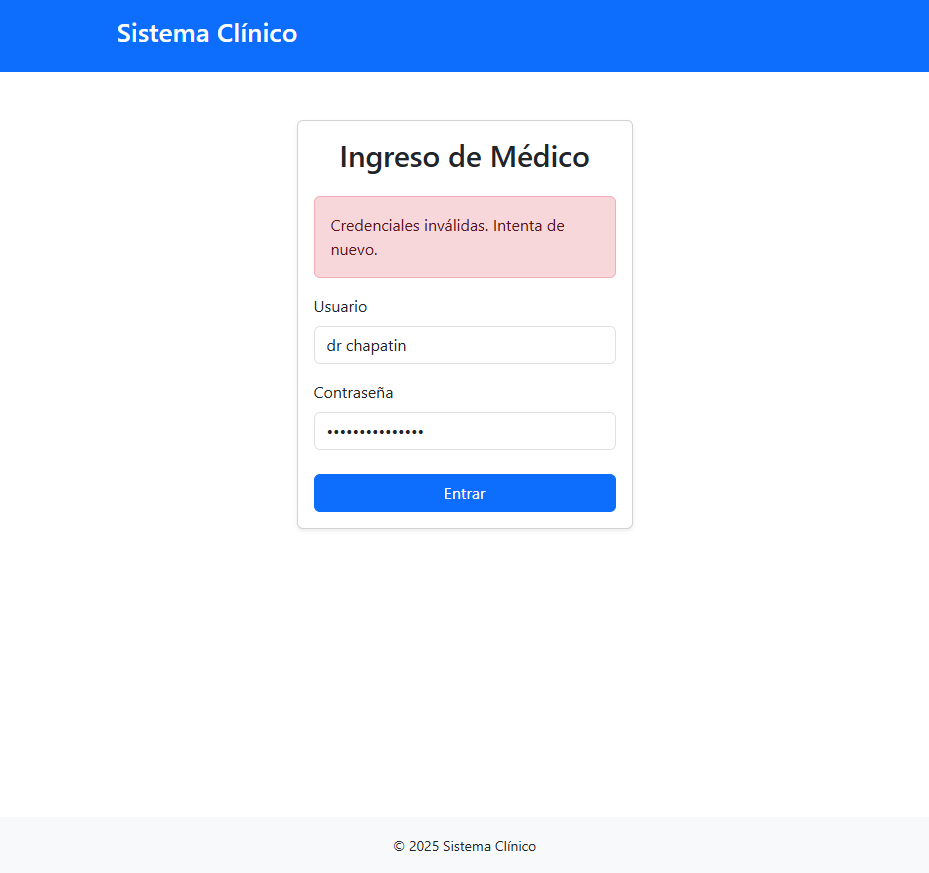 Sistema Clínico
Ingreso de Médico
Credenciales inválidas. Intenta de
nuevo.
Usuario
dr chapatin
Contraseña
•••••••••••••••
Entrar
© 2025 Sistema Clínico